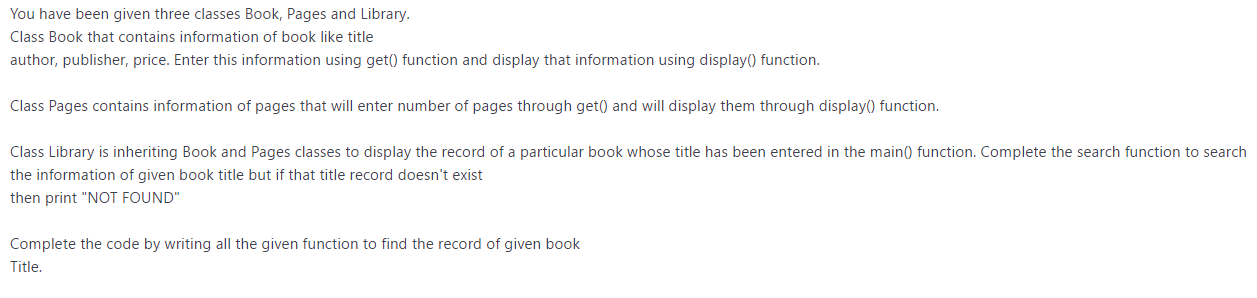 You have been given three classes Book, Pages and Library.
Class Book that contains information of book like title
author, publisher, price. Enter this information using get() function and display that information using display() function.
Class Pages contains information of pages that will enter number of pages through get() and will display them through display() function.
Class Library is inheriting Book and Pages classes to display the record of a particular book whose title has been entered in the main() function. Complete the search function to search
the information of given book title but if that title record doesn't exist
then print "NOT FOUND"
Complete the code by writing all the given function to find the record of given book
Title.